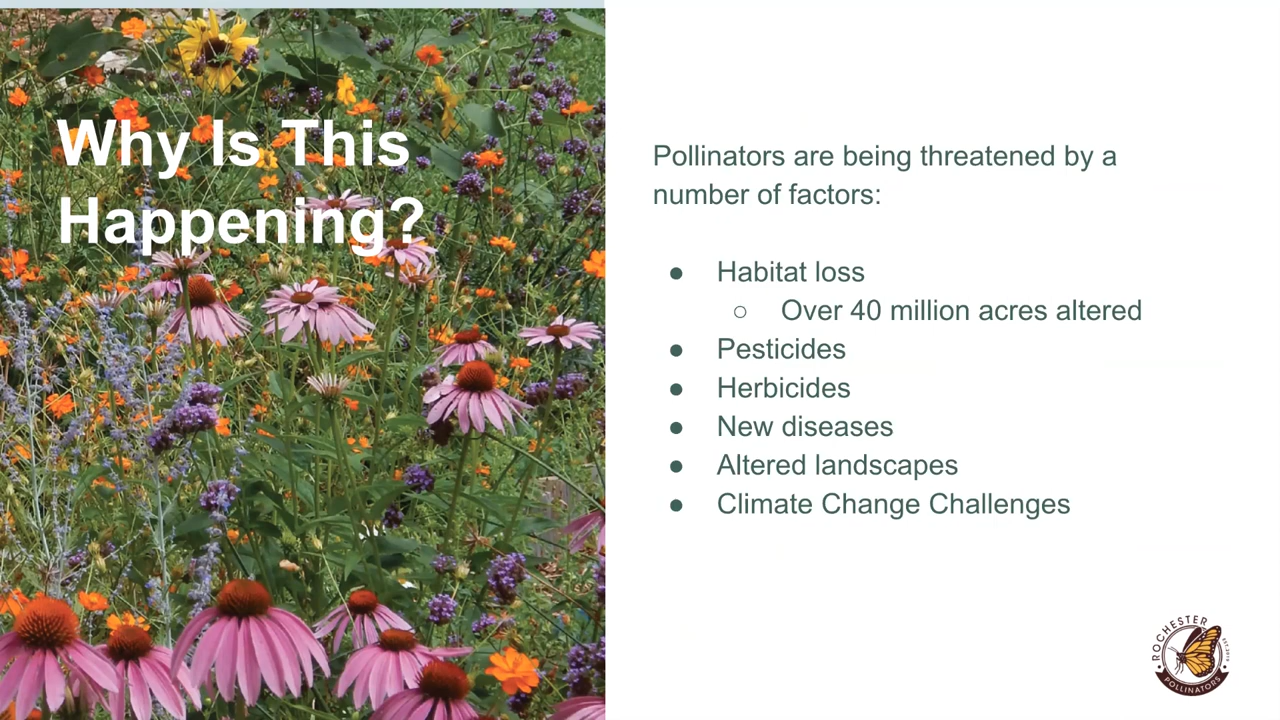 Why Is This
Happening?
Pollinators are being threatened by a
number of factors:
● Habitat loss
○ Over 40 million acres altered
● Pesticides
● Herbicides
● New diseases
● Altered landscapes
● Climate Change Challenges
ROCHESTER
POLLINATORS